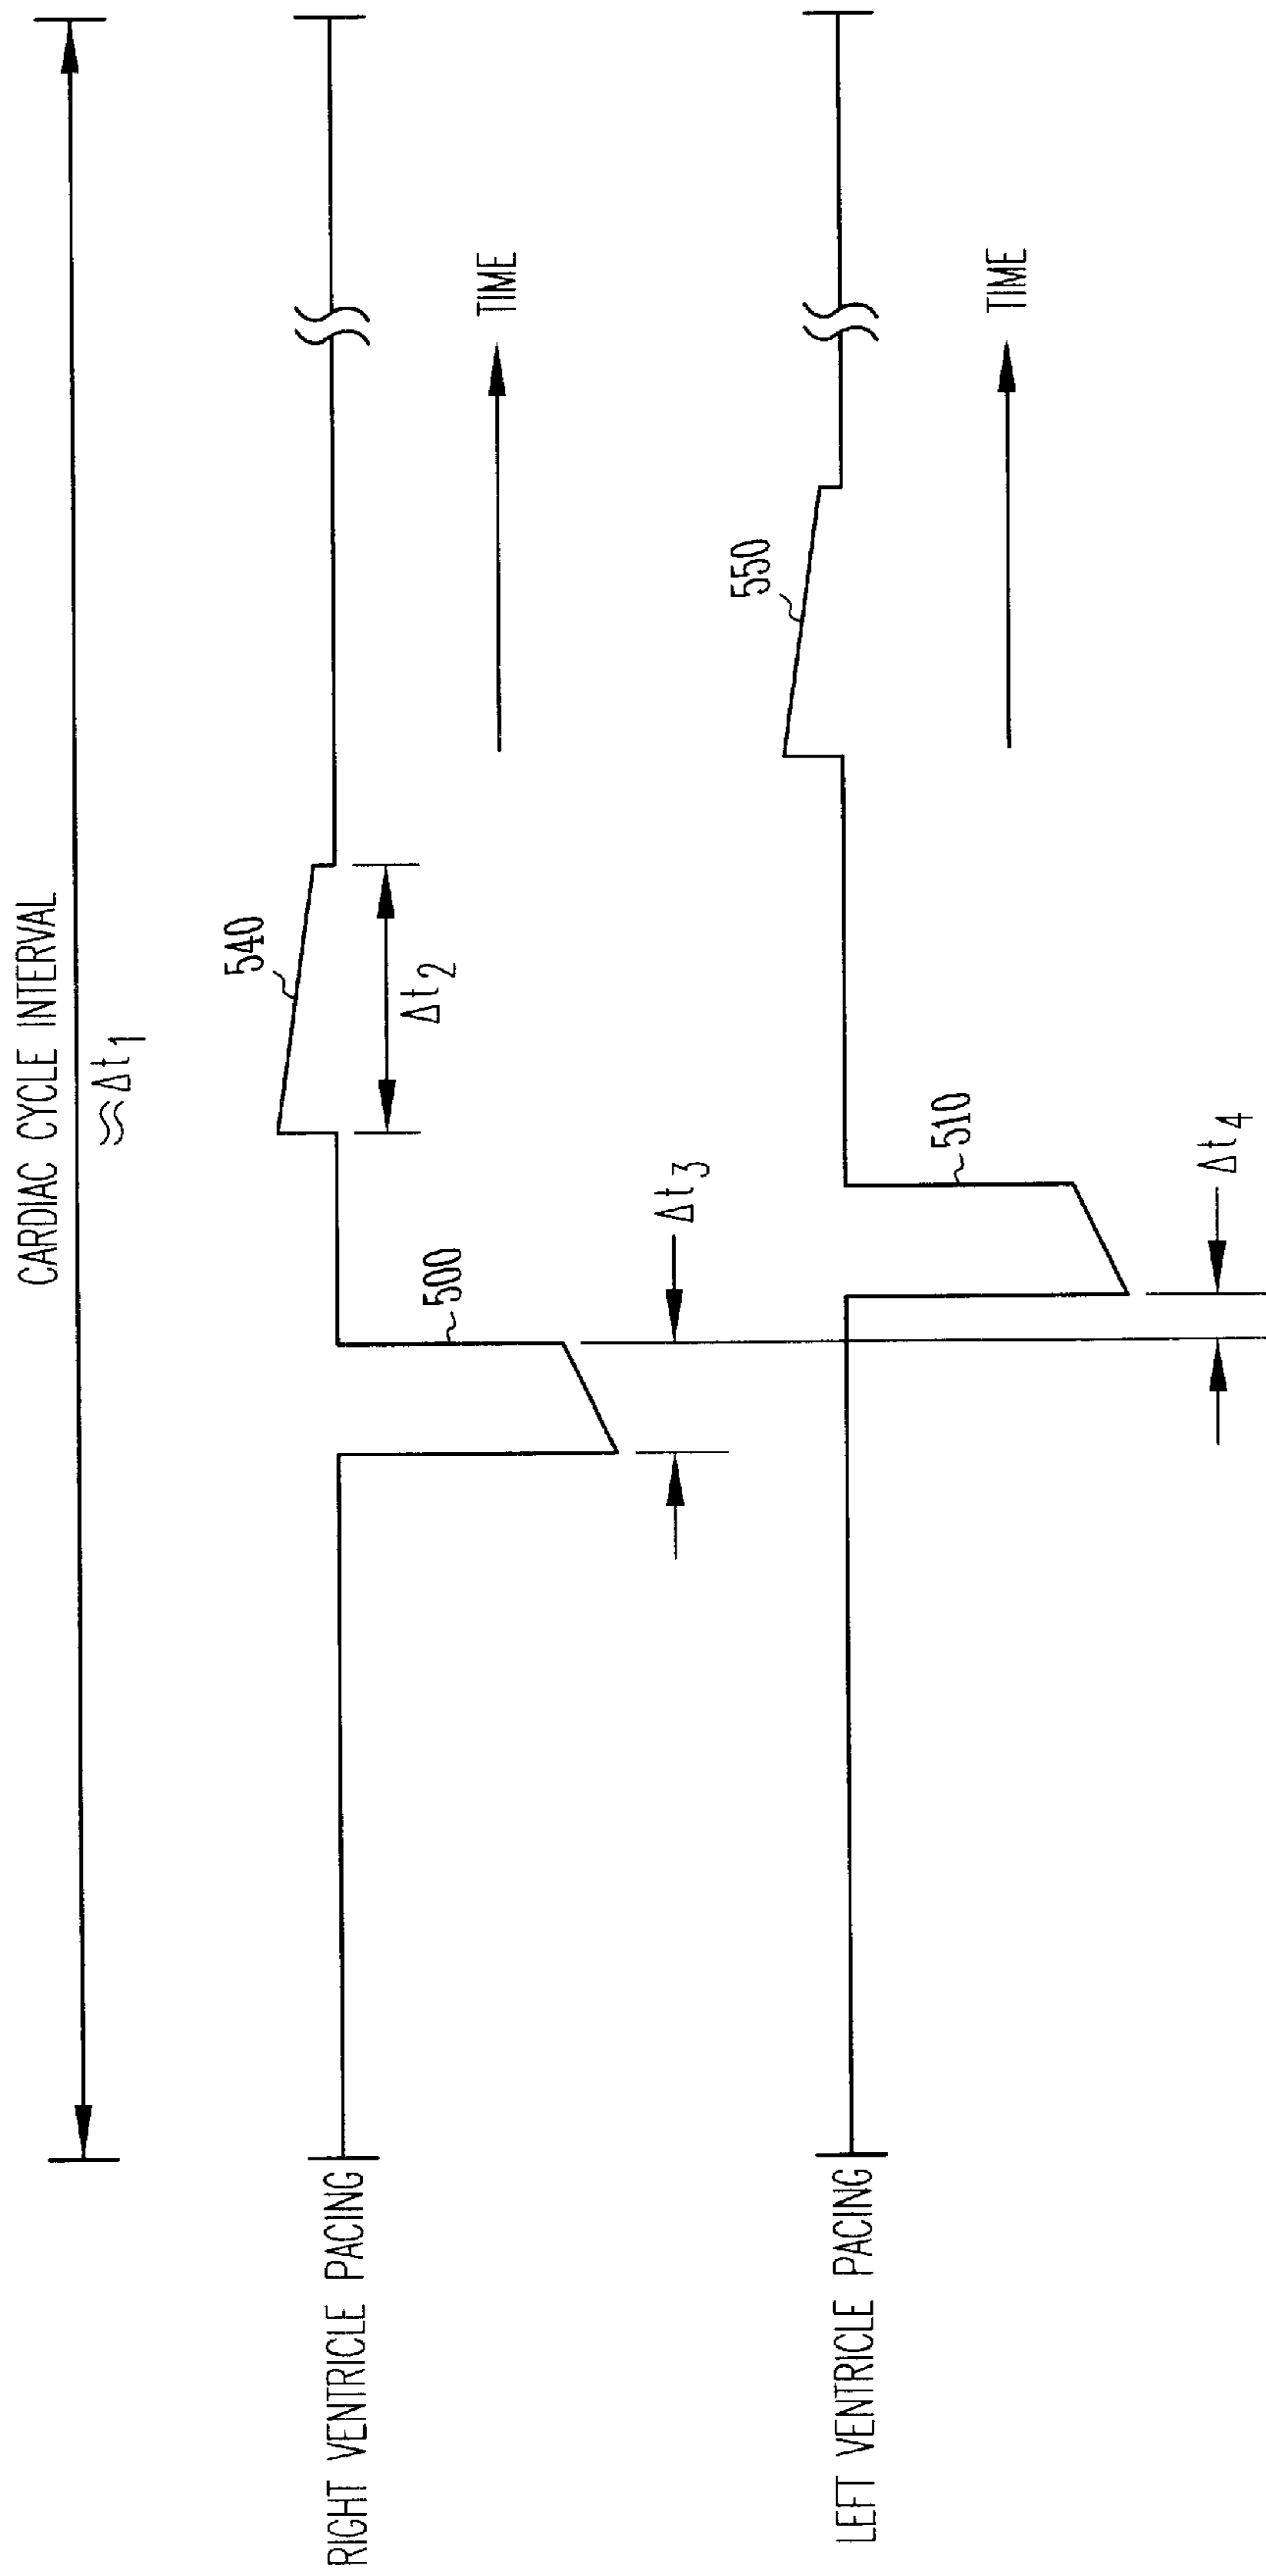 CARDIAC CYCLE INTERVAL
≈Δt1
RIGHT VENTRICLE PACING
500
540
Δt2
Δt3
TIME
LEFT VENTRICLE PACING
510
550
Δt4
TIME